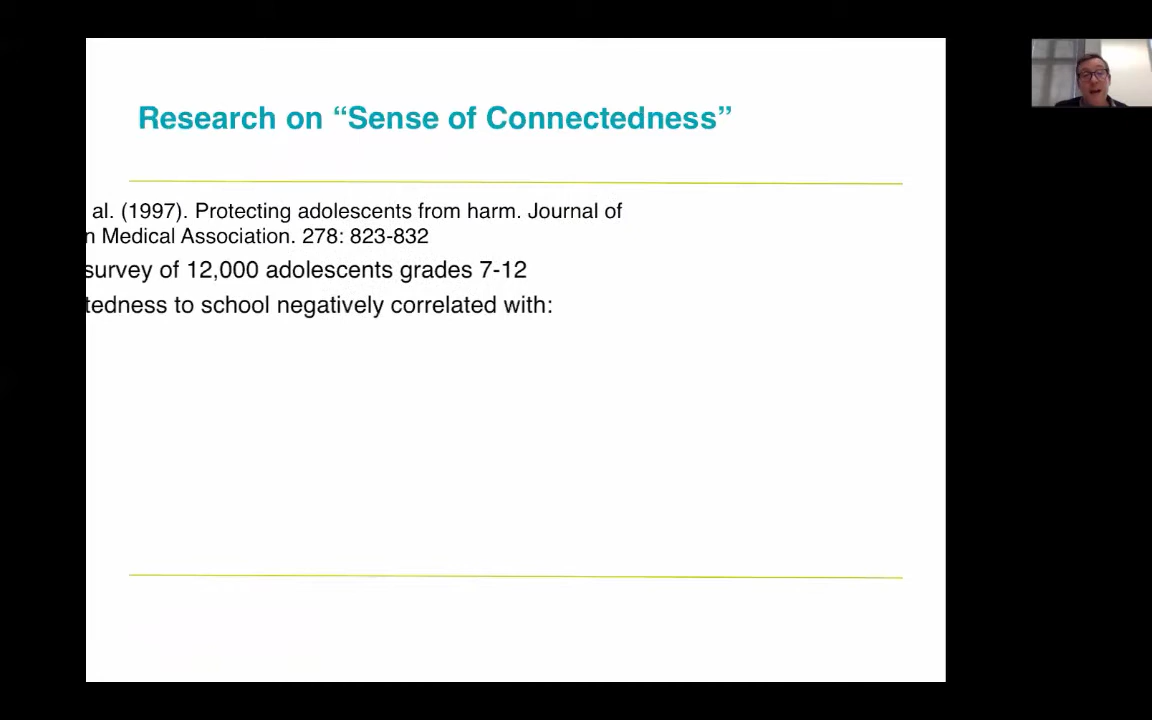 Research on “Sense of Connectedness”
al. (1997). Protecting adolescents from harm. Journal of
n Medical Association. 278: 823-832
survey of 12,000 adolescents grades 7-12
tedness to school negatively correlated with: